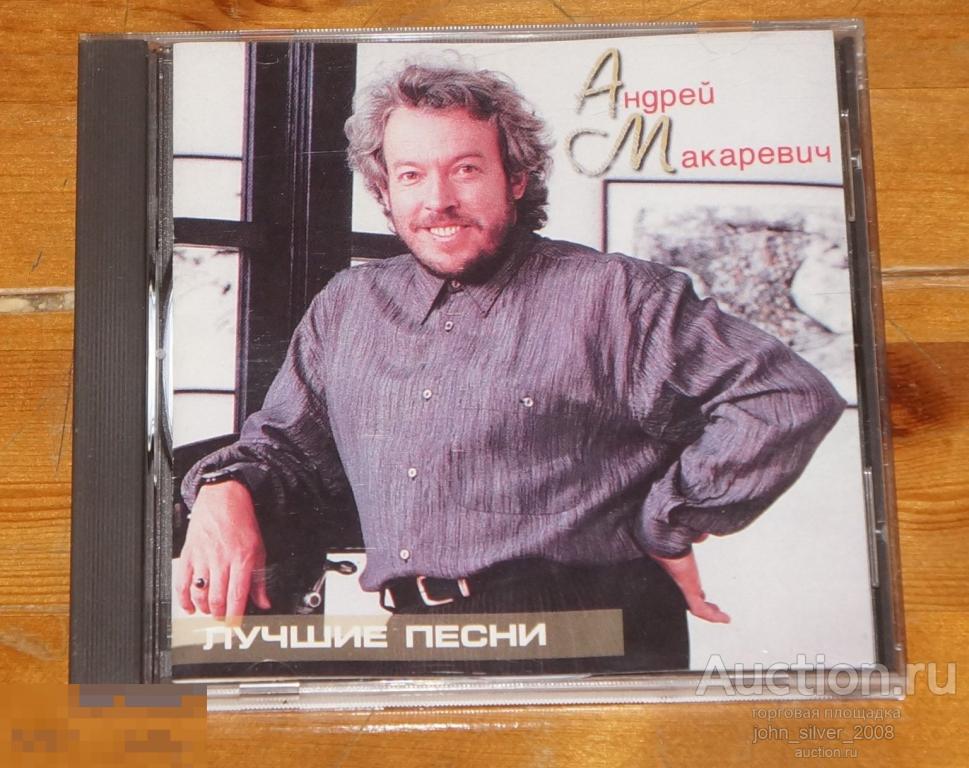 Андрей
Макаревич
ЛУЧШИЕ ПЕСНИ
Auction.ru
торговая площадка
john_silver_2008
auction.ru